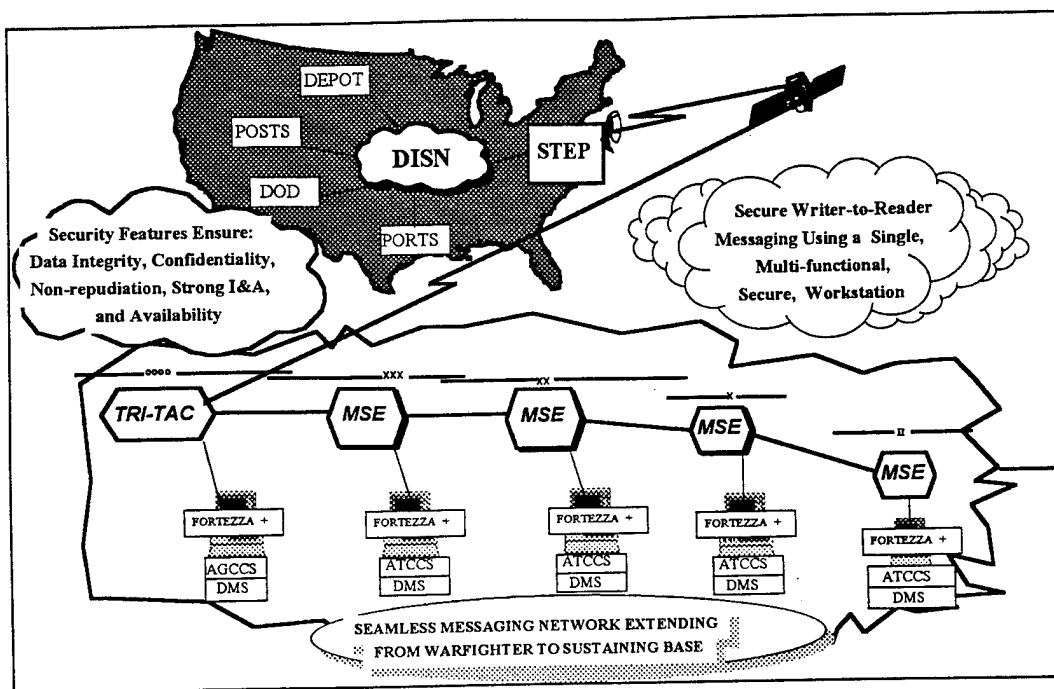 DEPOT
POSTS
DISN
STEP
DOD
PORTS
Security Features Ensure:
Data Integrity, Confidentiality,
Non-repudiation, Strong I&A,
and Availability
Secure Writer-to-Reader
Messaging Using a Single,
Multi-functional,
Secure, Workstation
oooo
xxx
xx
x
II
TRI-TAC
MSE
MSE
MSE
MSE
FORTEZZA +
FORTEZZA +
FORTEZZA +
FORTEZZA +
FORTEZZA +
AGCCS
DMS
ATCCS
DMS
ATCCS
DMS
ATCCS
DMS
ATCCS
DMS
SEAMLESS MESSAGING NETWORK EXTENDING
FROM WARFIGHTER TO SUSTAINING BASE